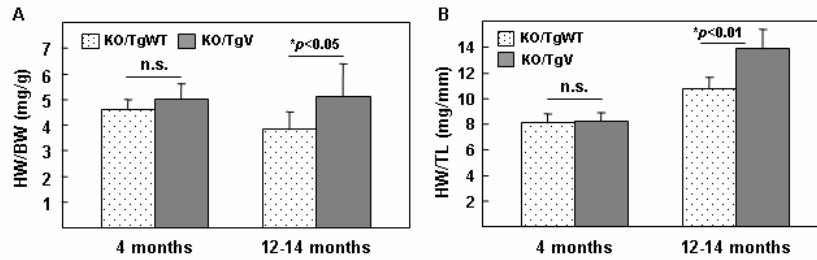 A
KO/TgWT KO/TgV
HW/BW (mg/g)
7
6
5
4
3
2
1
n.s.
*p<0.05
4 months
12-14 months
B
KO/TgWT
KO/TgV
HW/TL (mg/mm)
14
12
10
8
6
4
2
n.s.
*p<0.01
4 months
12-14 months